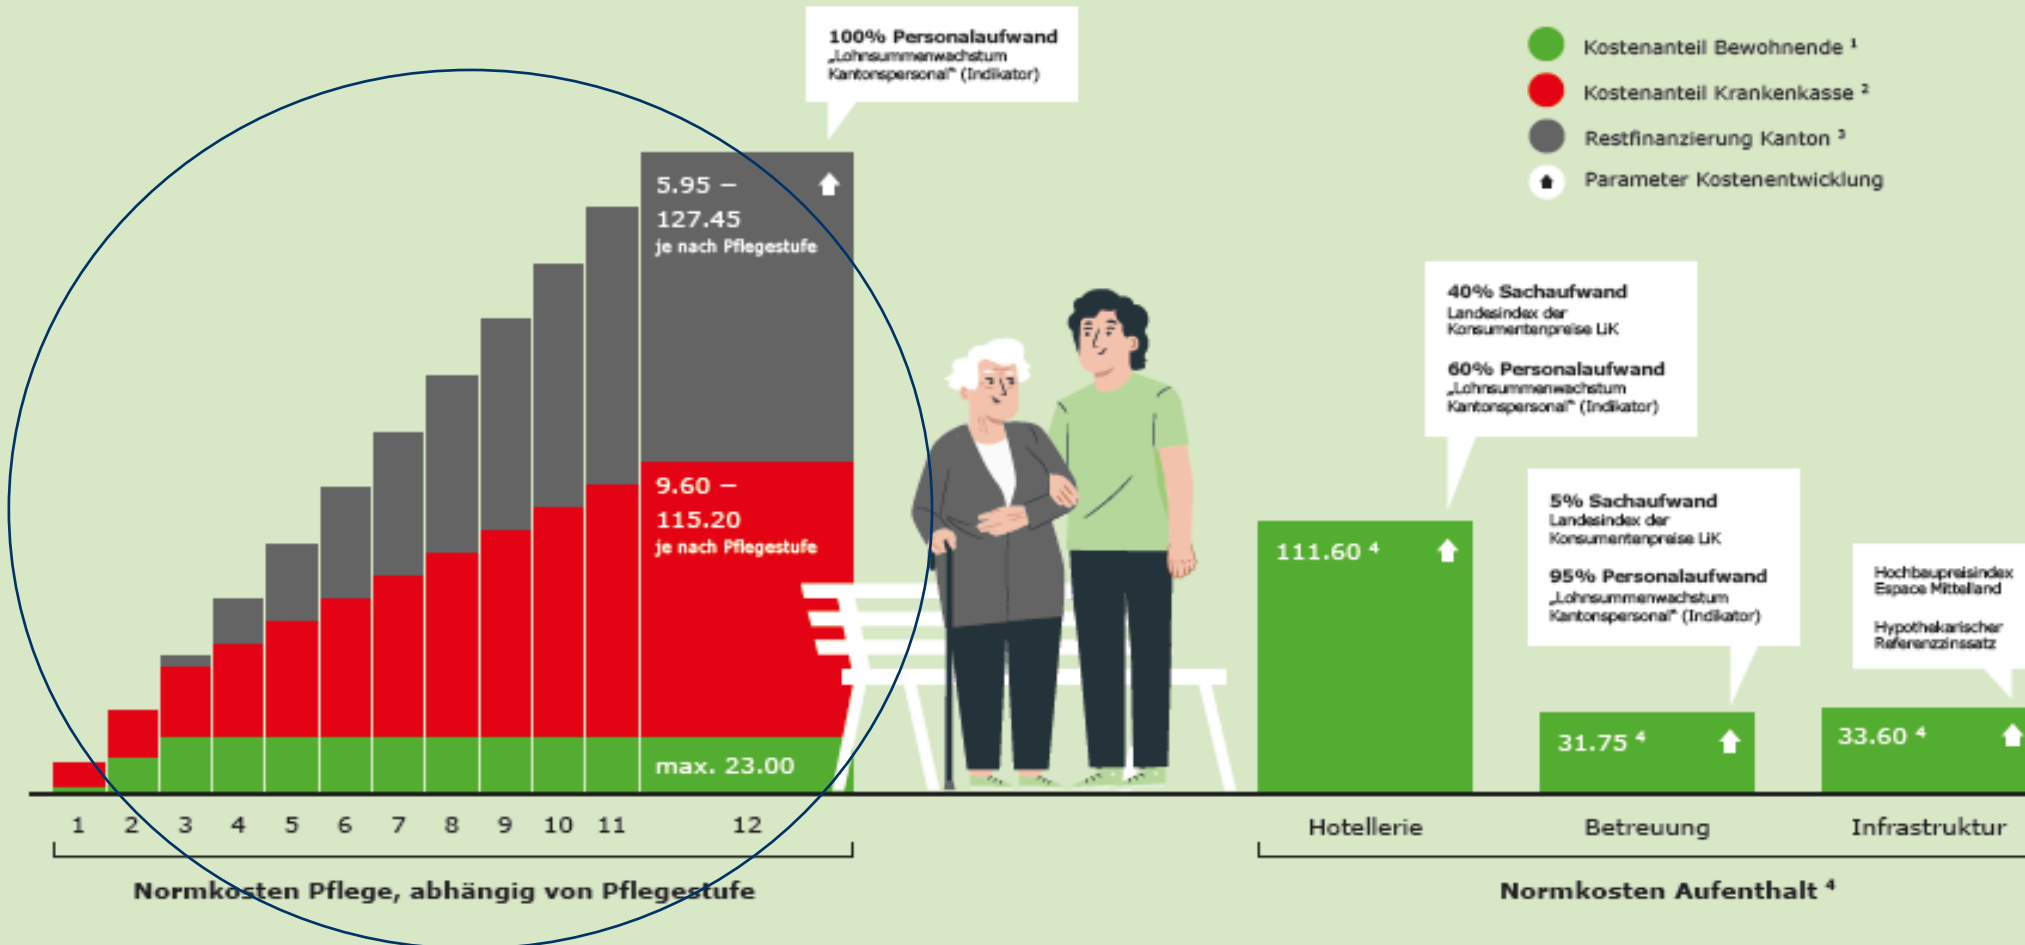 100% Personalaufwand
„Lohnsummenwachstum
Kantonspersonal“ (Indikator)
Kostenanteil Bewohnende ¹
Kostenanteil Krankenkasse ²
Restfinanzierung Kanton ³
Parameter Kostenentwicklung
5.95 –
127.45
je nach Pflegestufe
9.60 –
115.20
je nach Pflegestufe
max. 23.00
40% Sachaufwand
Landesindex der
Konsumentenpreise LiK
60% Personalaufwand
„Lohnsummenwachstum
Kantonspersonal“ (Indikator)
5% Sachaufwand
Landesindex der
Konsumentenpreise LiK
95% Personalaufwand
„Lohnsummenwachstum
Kantonspersonal“ (Indikator)
Hochbaupreisindex
Espace Mittelland
Hypothekarischer
Referenzzinssatz
111.60 ⁴
31.75 ⁴
33.60 ⁴
1 2 3 4 5 6 7 8 9 10 11 12
Hotellerie Betreuung Infrastruktur
Normkosten Pflege, abhängig von Pflegestufe
Normkosten Aufenthalt ⁴